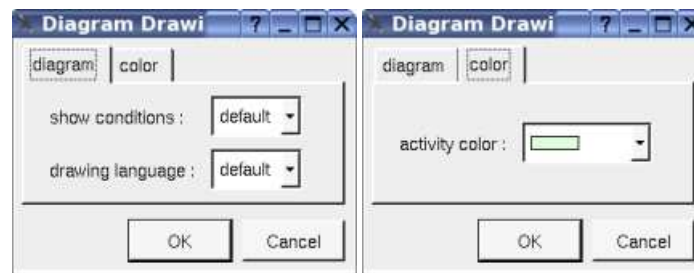 Diagram Drawi
diagram color
show conditions : default
drawing language : default
OK Cancel
Diagram Drawi
diagram color
activity color :
OK Cancel